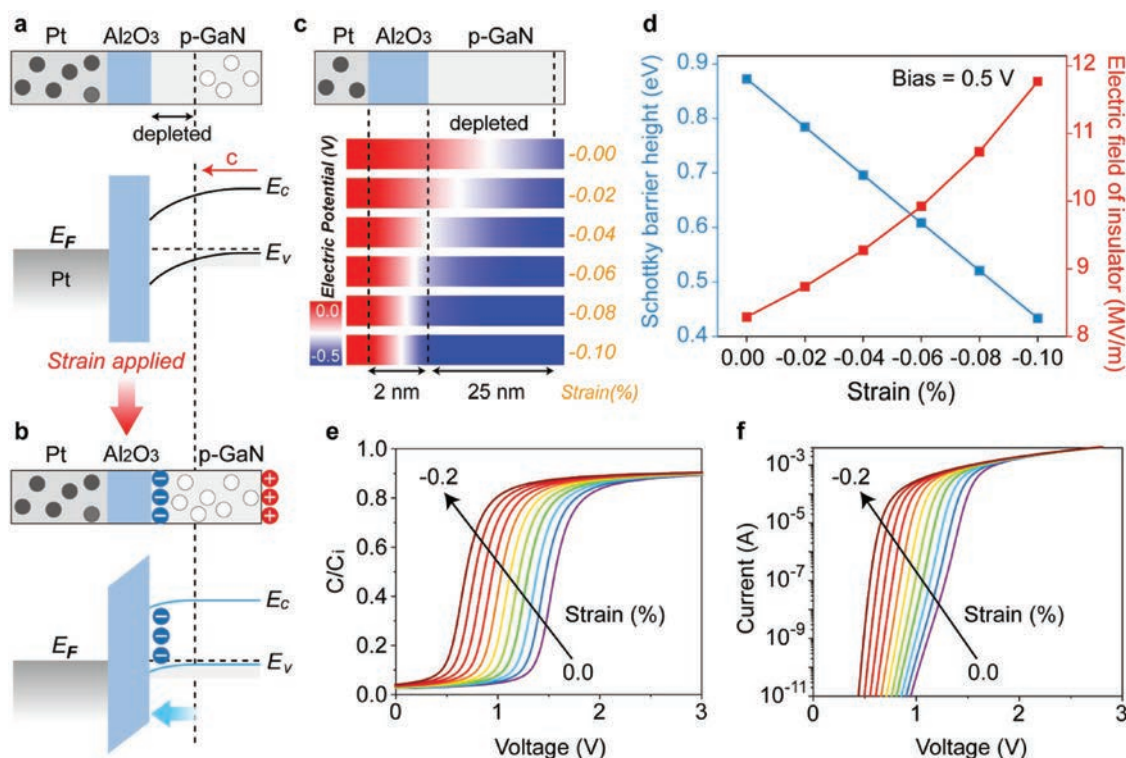 a
Pt Al2O3 p-GaN
depleted
c
EC
EF
EV
Pt
Strain applied
b
Pt Al2O3 p-GaN
EC
EF
EV
c
Pt Al2O3 p-GaN
depleted
Electric Potential (V)
0.0
-0.5
-0.00
-0.02
-0.04
-0.06
-0.08
-0.10
2 nm 25 nm Strain(%)
d
Bias = 0.5 V
Schottky barrier height (eV)
0.9
0.8
0.7
0.6
0.5
0.4
Electric field of insulator (MV/m)
12
11
10
9
8
8
0.00 -0.02 -0.04 -0.06 -0.08 -0.10
Strain (%)
e
-0.2
Strain (%)
0.0
C/Ci
1.0
0.8
0.6
0.4
0.2
0.0
0 1 2 3
Voltage (V)
f
-0.2
Strain (%)
0.0
Current (A)
10-3
10-5
10-7
10-9
10-11
0 1 2 3
Voltage (V)